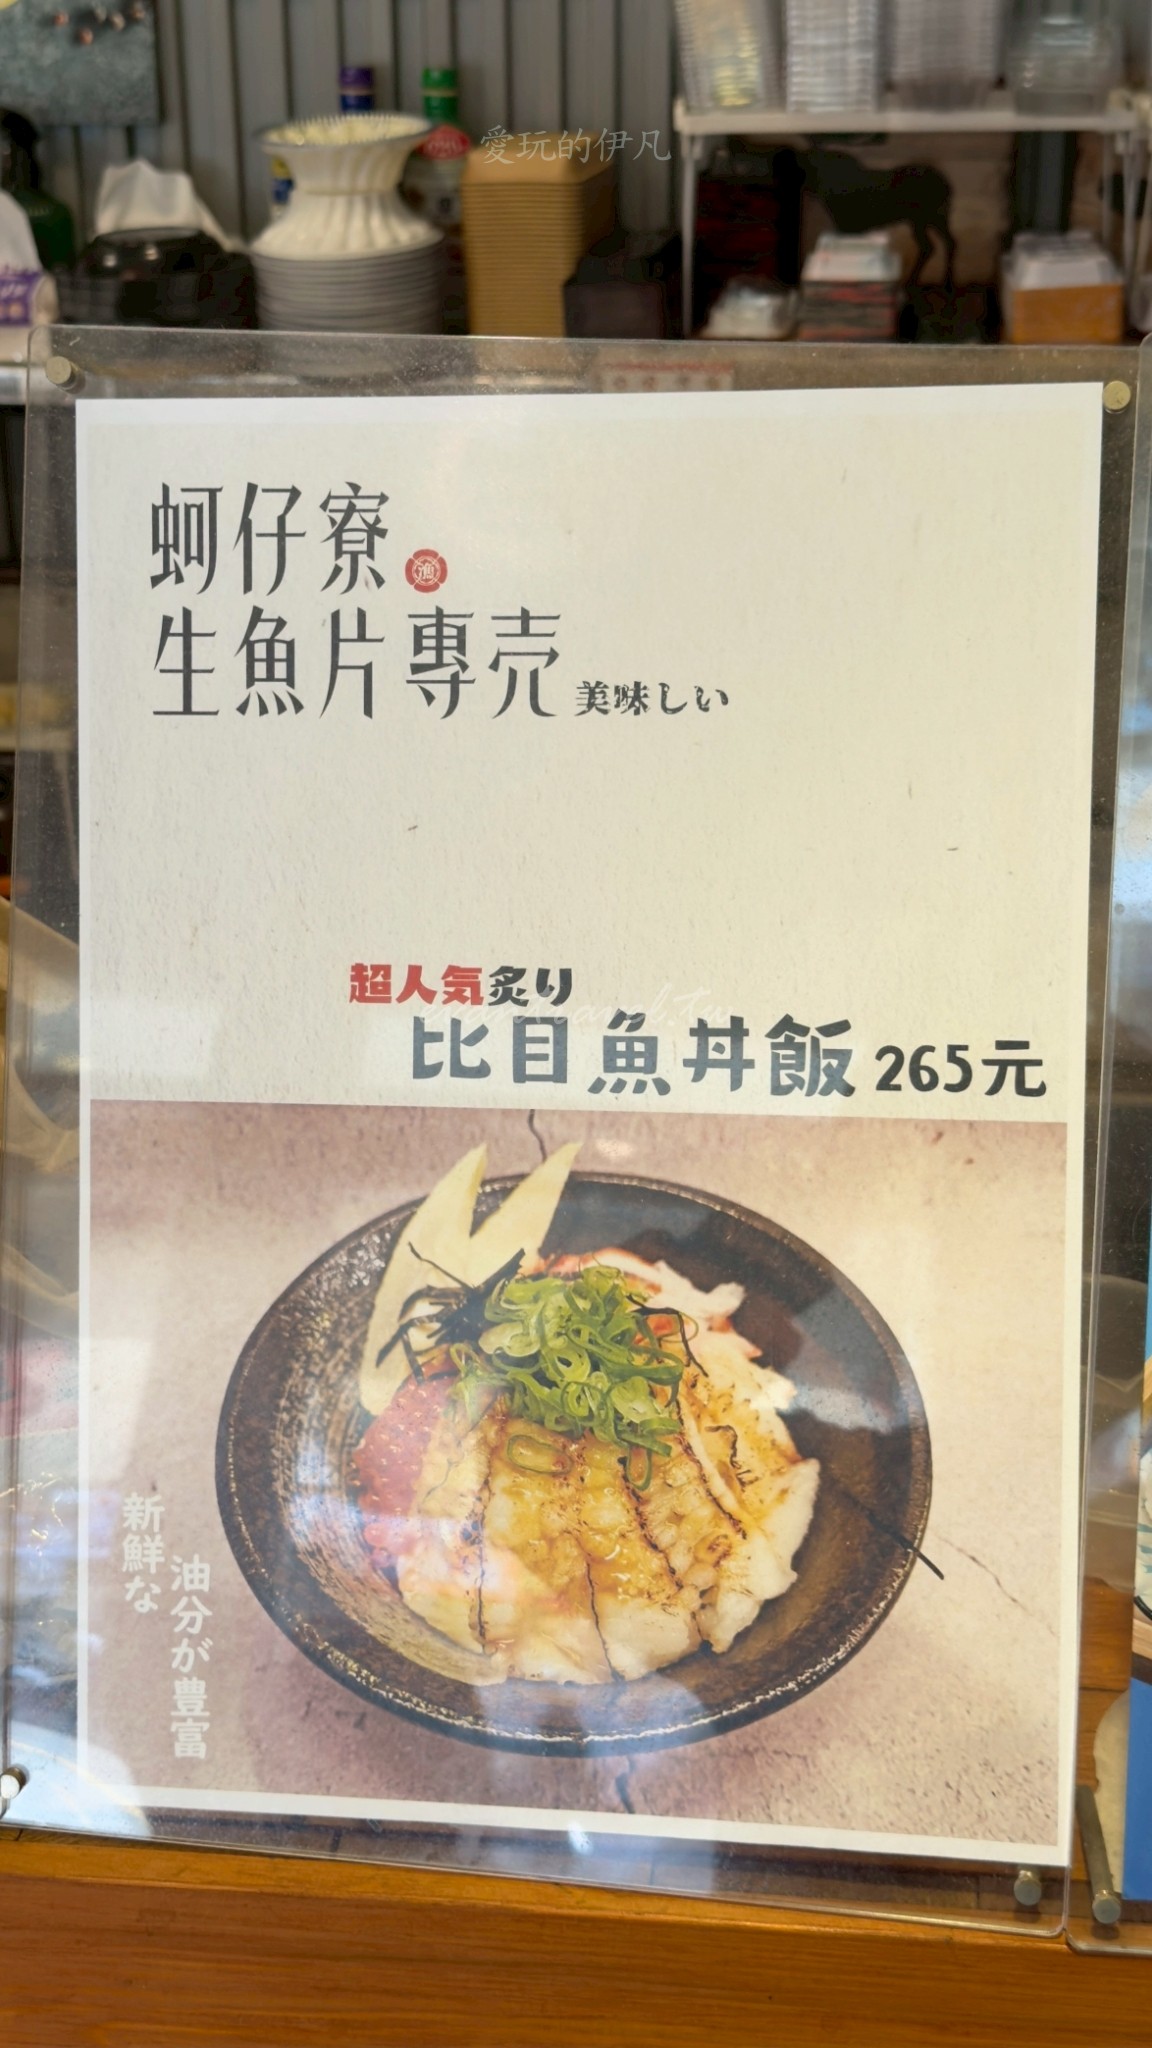 愛玩的伊凡
蚵仔寮
漁
生魚片專売 美味しい
超人気炙り
比目魚丼飯 265元
新鮮な
油分が豊富